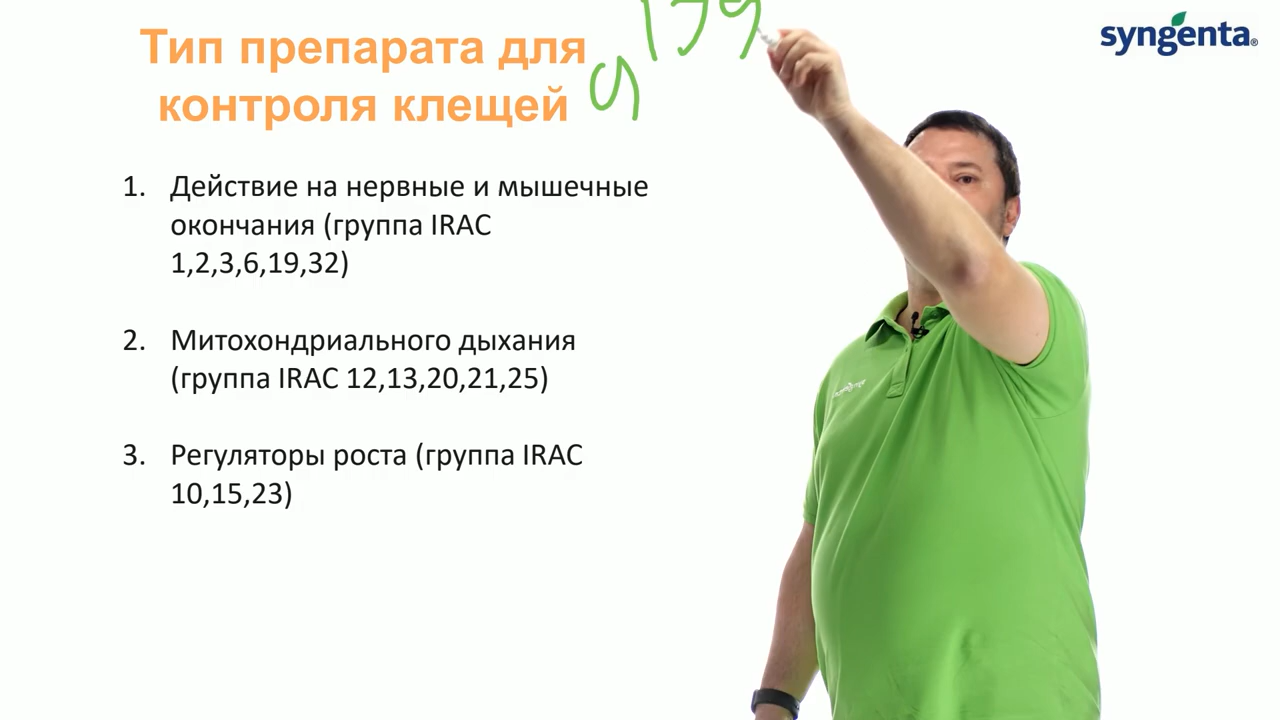 Тип препарата для
контроля клещей
syngenta®
1. Действие на нервные и мышечные
окончания (группа IRAC
1,2,3,6,19,32)
2. Митохондриального дыхания
(группа IRAC 12,13,20,21,25)
3. Регуляторы роста (группа IRAC
10,15,23)